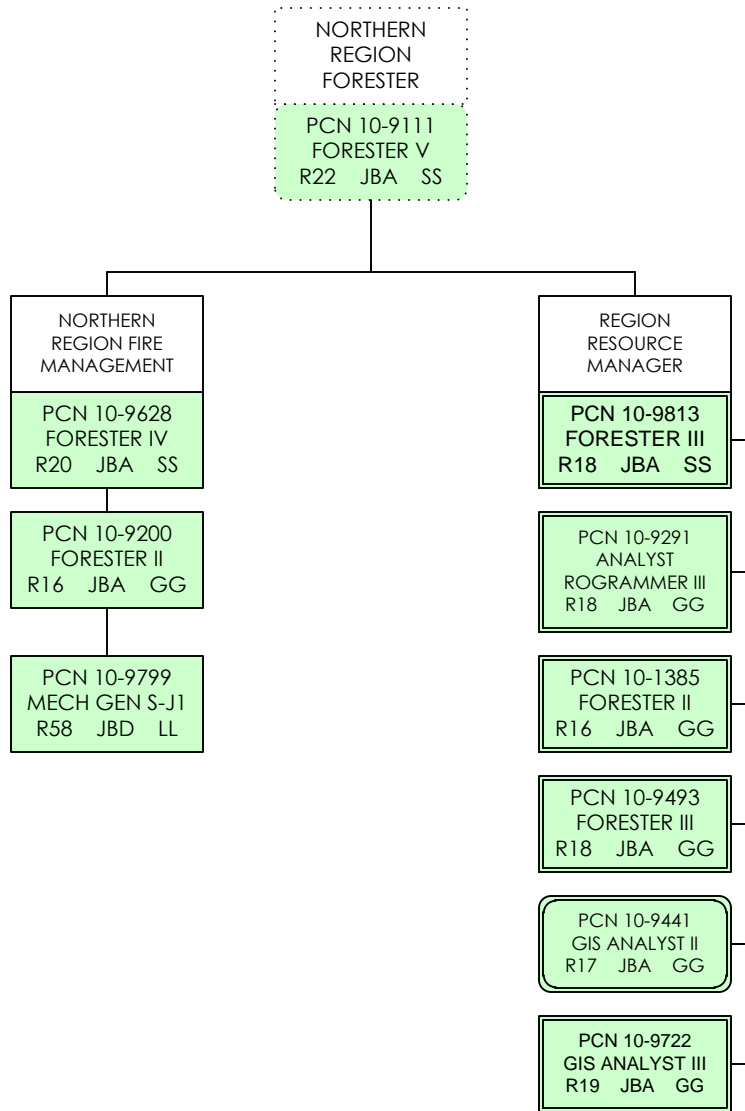 NORTHERN
REGION
FORESTER
PCN 10-9111
FORESTER V
R22 JBA SS
NORTHERN
REGION FIRE
MANAGEMENT
PCN 10-9628
FORESTER IV
R20 JBA SS
PCN 10-9200
FORESTER II
R16 JBA GG
PCN 10-9799
MECH GEN S-J1
R58 JBD LL
REGION
RESOURCE
MANAGER
PCN 10-9813
FORESTER III
R18 JBA SS
PCN 10-9291
ANALYST
ROGRAMMER III
R18 JBA GG
PCN 10-1385
FORESTER II
R16 JBA GG
PCN 10-9493
FORESTER III
R18 JBA GG
PCN 10-9441
GIS ANALYST II
R17 JBA GG
PCN 10-9722
GIS ANALYST III
R19 JBA GG